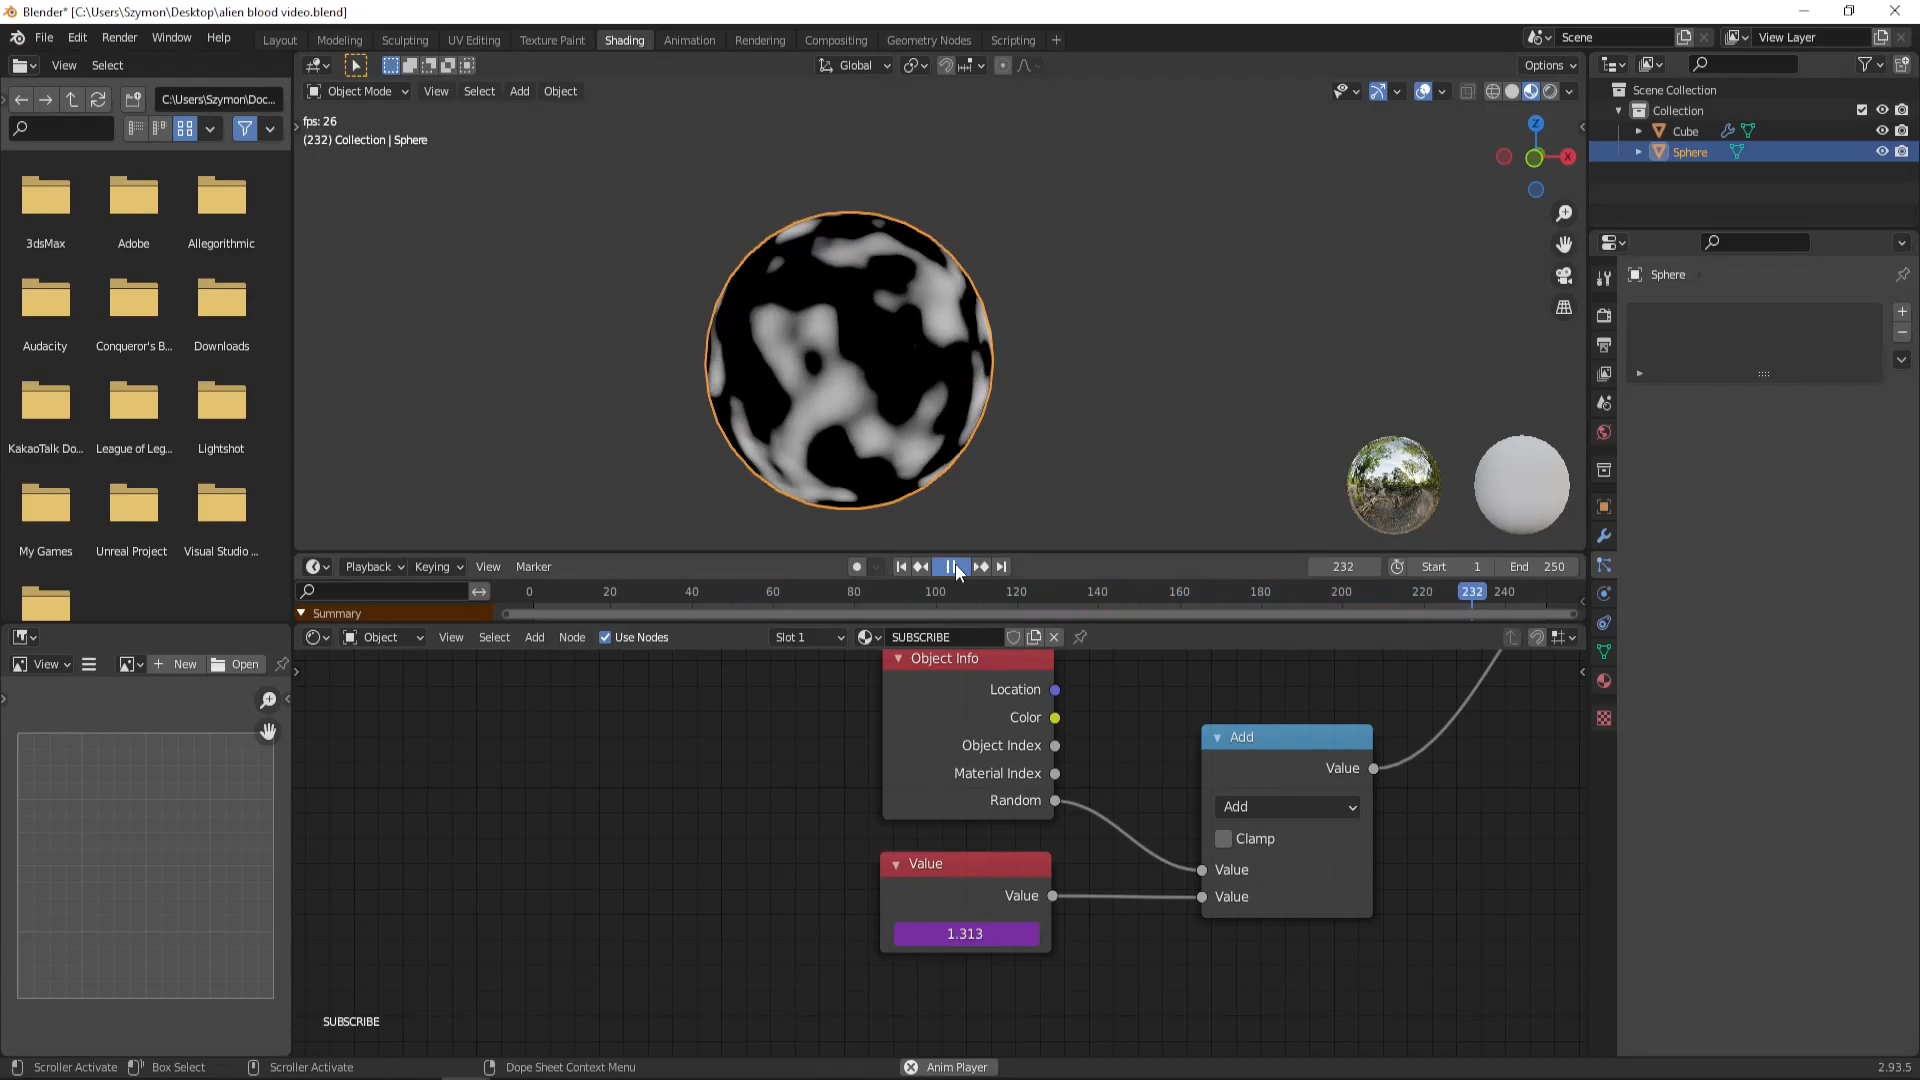 Blender* [C:\Users\Szymon\Desktop\alien blood video.blend]
File Edit Render Window Help
Layout Modeling Sculpting UV Editing Texture Paint Shading Animation Rendering Compositing Geometry Nodes Scripting +
Scene
View Layer
View Select
Global
Options
C:\Users\Szymon\Doc...
Object Mode View Select Add Object
fps: 26
(232) Collection | Sphere
Z
X
Scene Collection
Collection
Cube
Sphere
Sphere
3dsMax Adobe Allegorithmic
Audacity Conqueror's B... Downloads
KakaoTalk Do... League of Leg... Lightshot
My Games Unreal Project Visual Studio ...
Playback Keying View Marker
232 Start 1 End 250
0 20 40 60 80 100 120 140 160 180 200 220 232 240
Summary
Object View Select Add Node Use Nodes Slot 1 SUBSCRIBE
View + New Open
Object Info
Location
Color
Object Index
Material Index
Random
Value
Value
1.313
Add
Value
Add
Clamp
Value
Value
SUBSCRIBE
Scroller Activate Box Select Scroller Activate Dope Sheet Context Menu Anim Player 2.93.5